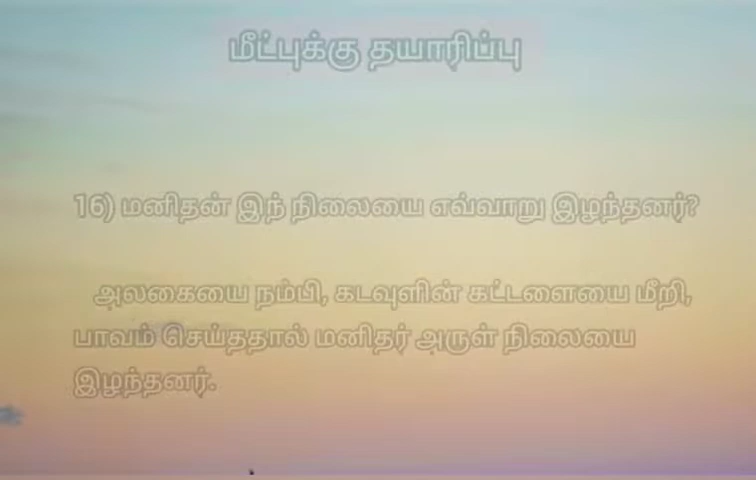 மீட்புக்கு தயாரிப்பு
16) மனிதன் இந் நிலையை எவ்வாறு இழந்தனர்?
அலகையை நம்பி, கடவுளின் கட்டளையை மீறி,
பாவம் செய்ததால் மனிதர் அருள் நிலையை
இழந்தனர்.